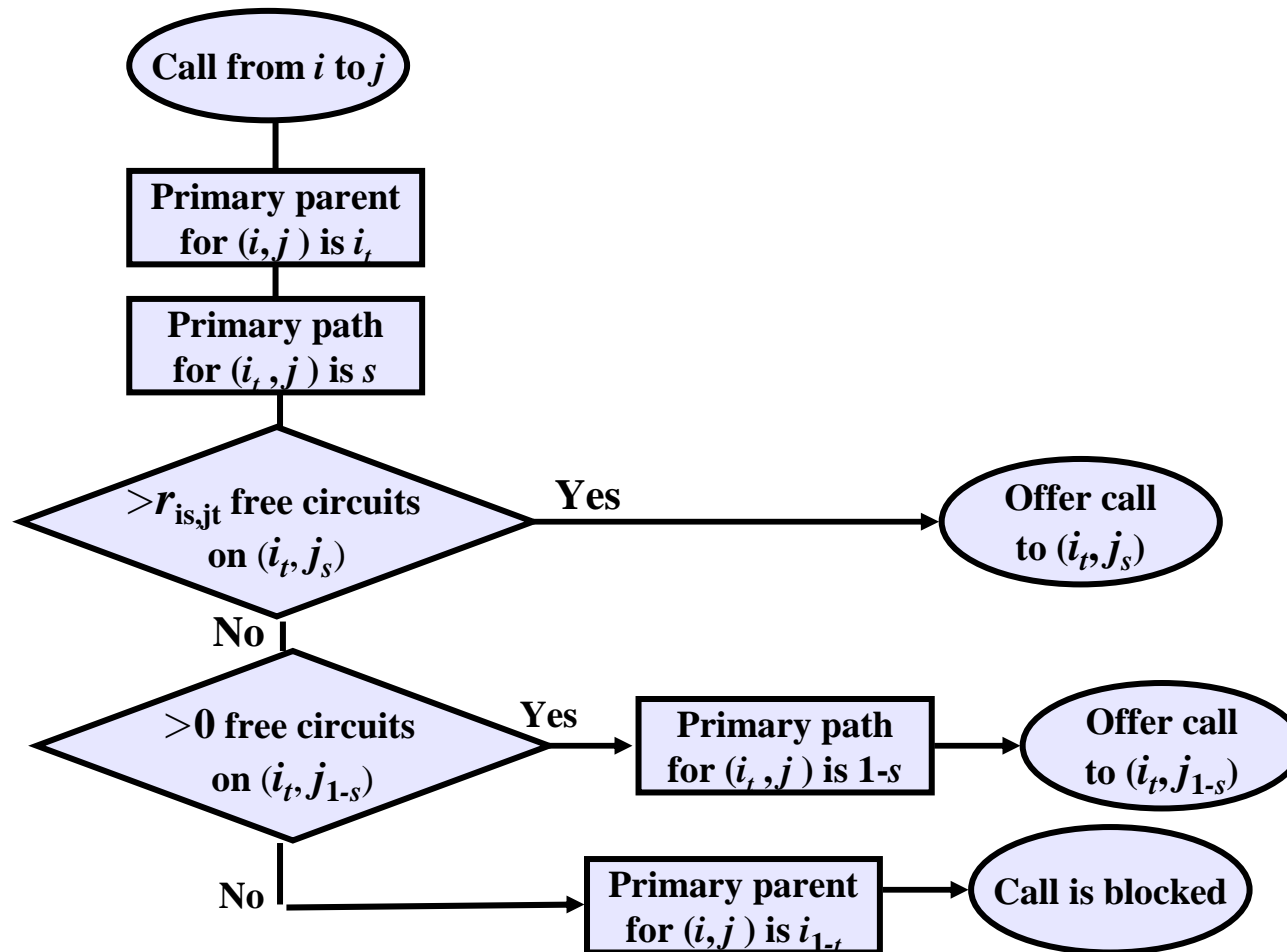 Call from i to j
Primary parent
for (i, j ) is i_t
Primary path
for (i_t , j ) is s
>r_is,jt free circuits
on (i_t, j_s)
Yes
Offer call
to (i_t, j_s)
No
>0 free circuits
on (i_t, j_1-s)
Yes
Primary path
for (i_t , j ) is 1-s
Offer call
to (i_t, j_1-s)
No
Primary parent
for (i, j ) is i_1-t
Call is blocked